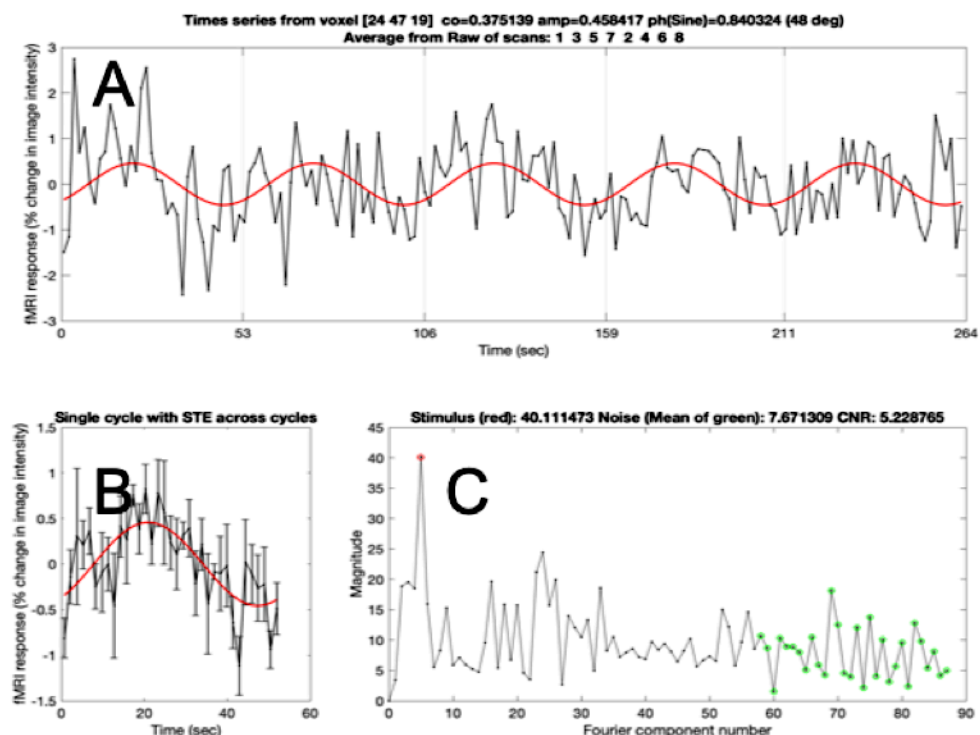 Times series from voxel [24 47 19] co=0.375139 amp=0.458417 ph(Sine)=0.840324 (48 deg)
Average from Raw of scans: 1 3 5 7 2 4 6 8
fMRI response (% change in image intensity)
3
2
1
0
-1
-2
-3
A
0 53 106 159 211 264
Time (sec)
Single cycle with STE across cycles
fMRI response (% change in image intensity)
1.5
1
0.5
0
-0.5
-1
-1.5
B
0 20 40 60
Time (sec)
Stimulus (red): 40.111473 Noise (Mean of green): 7.671309 CNR: 5.228765
Magnitude
45
40
35
30
25
20
15
10
5
0
C
0 10 20 30 40 50 60 70 80 90
Fourier component number